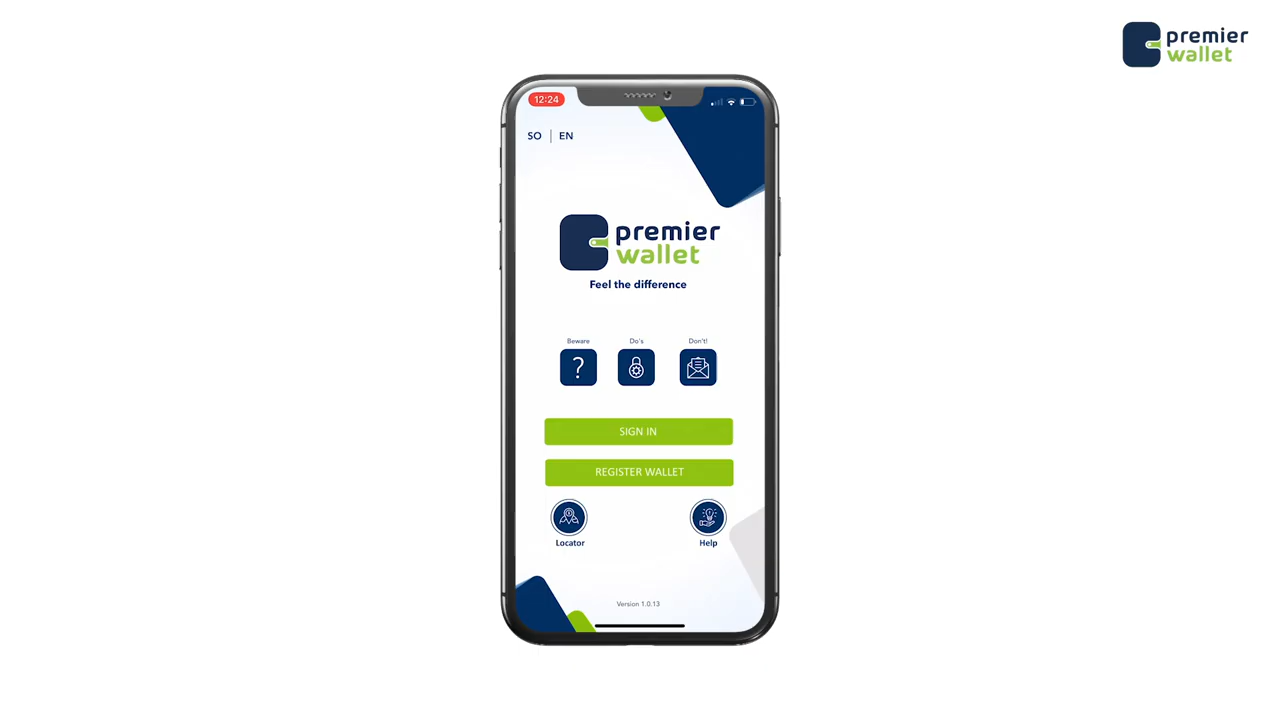 premier
wallet
12:24
SO | EN
premier
wallet
Feel the difference
Beware
Do's
Don't!
?
SIGN IN
REGISTER WALLET
Locator
Help
Version 1.0.13